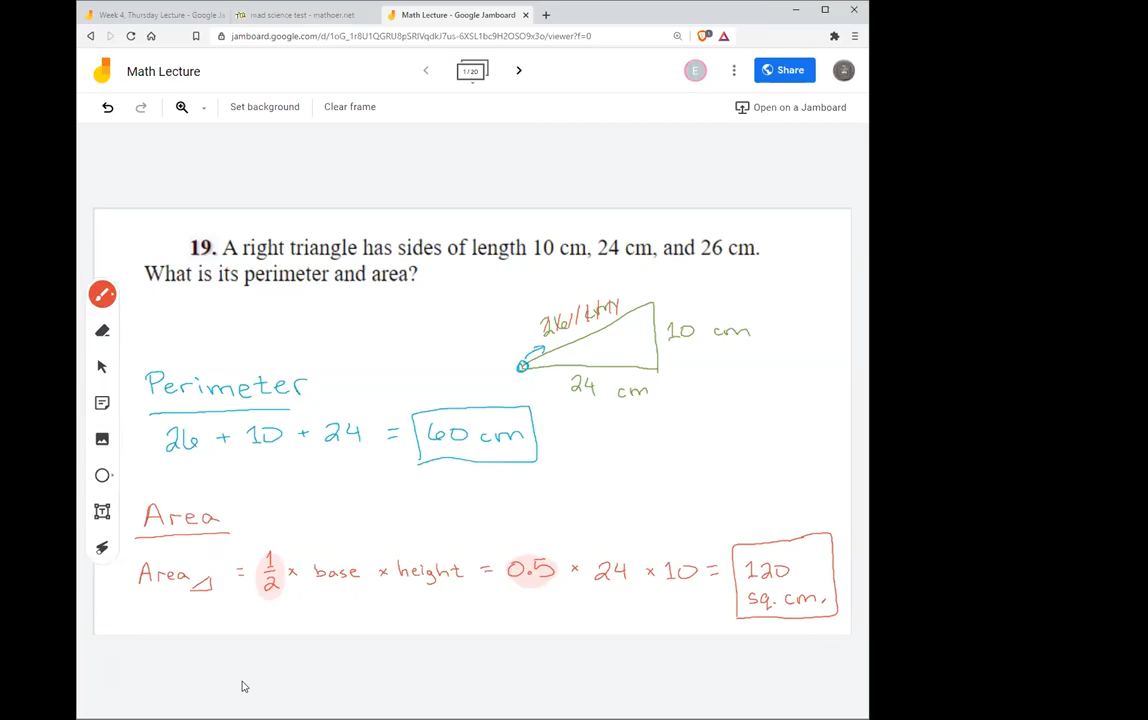 Week 4, Thursday Lecture - Google Ja
mad science test - mathoer.net
Math Lecture - Google Jamboard
jamboard.google.com/d/1oG_1r8U1QGRU8pSRIVqdkJ7us-6XSL1bc9H2OSO9x3o/viewer?f=0
Math Lecture
1/20
E
Share
Set background
Clear frame
Open on a Jamboard
19. A right triangle has sides of length 10 cm, 24 cm, and 26 cm.
What is its perimeter and area?
10 cm
24 cm
Perimeter
26 + 10 + 24 = 60 cm
Area
Area = 1/2 × base × height = 0.5 × 24 × 10 = 120
sq. cm.